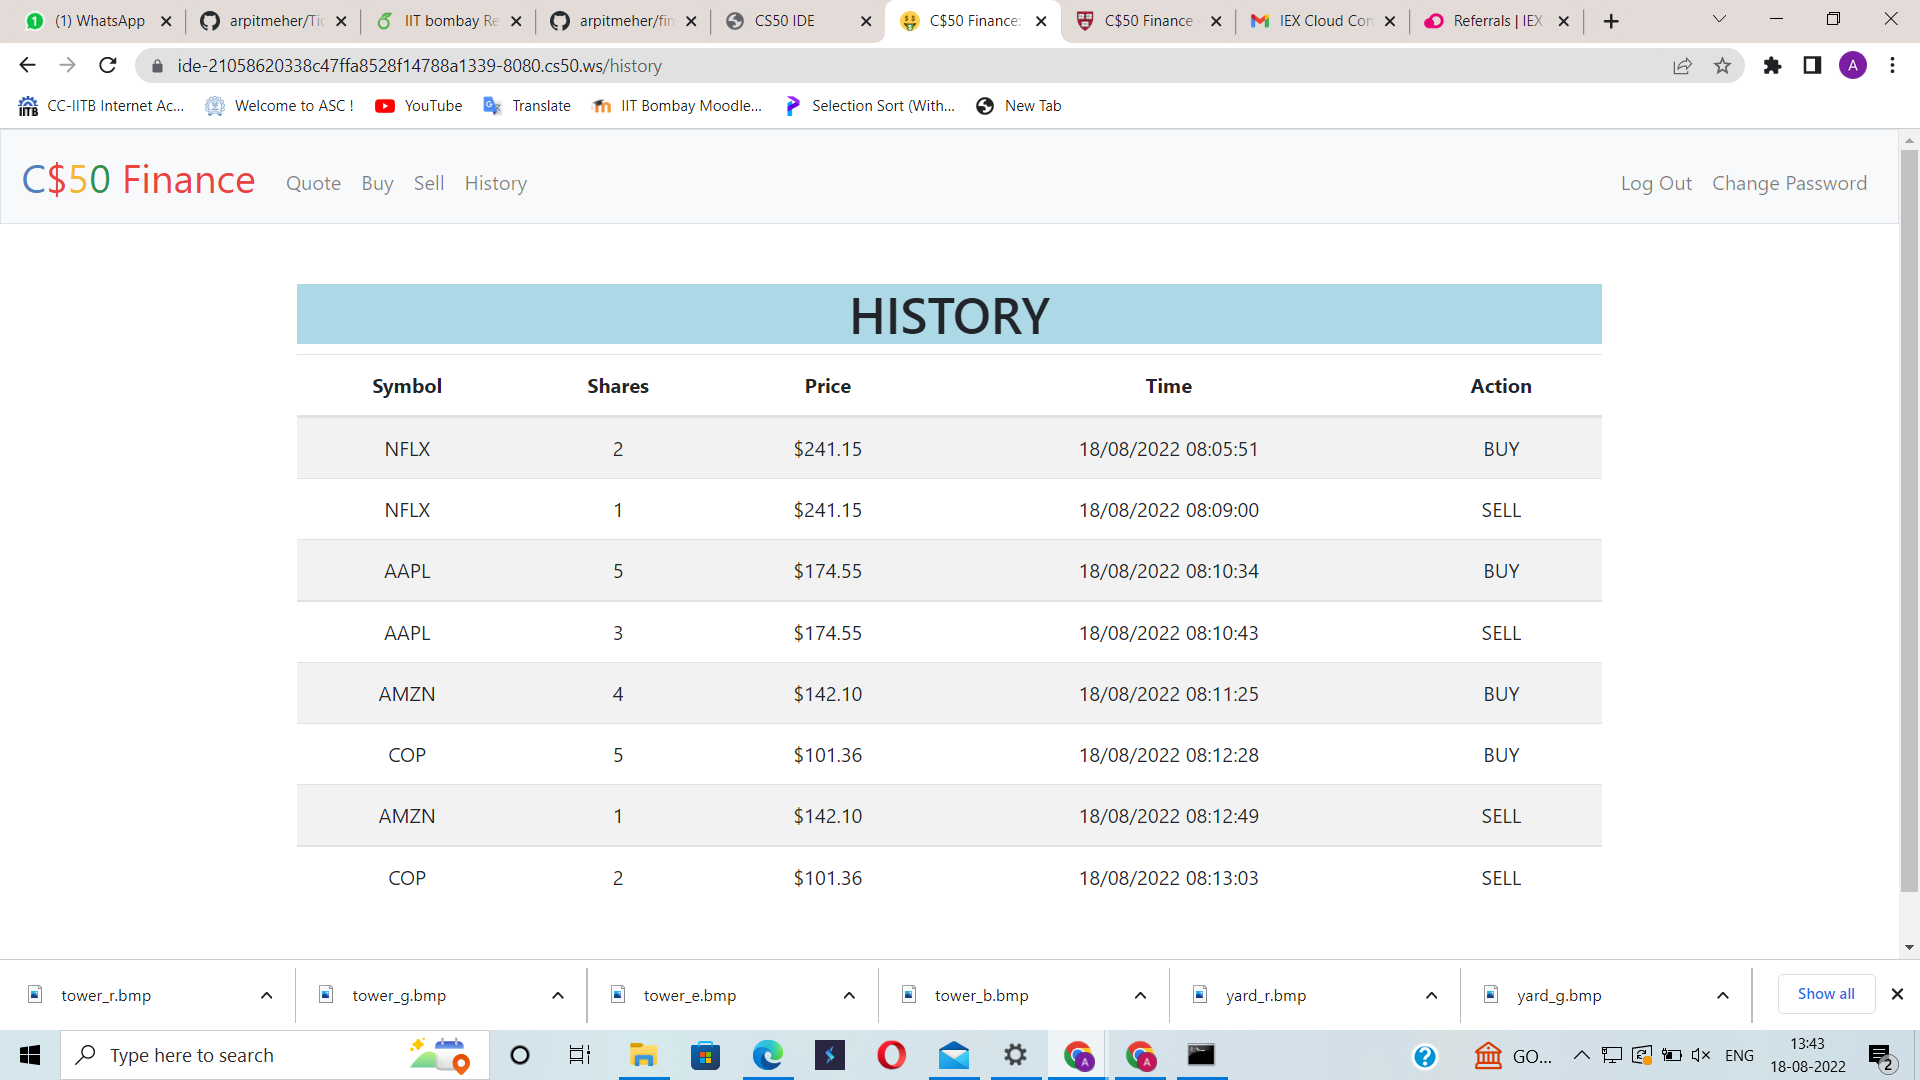 (1) WhatsApp
arpitmeher/Tic
IIT bombay Re
arpitmeher/fin
CS50 IDE
C$50 Finance:
C$50 Finance
IEX Cloud Con
Referrals | IEX
ide-21058620338c47ffa8528f14788a1339-8080.cs50.ws/history
A
CC-IITB Internet Ac...
Welcome to ASC !
YouTube
Translate
IIT Bombay Moodle...
Selection Sort (With...
New Tab
C$50 Finance Quote Buy Sell History Log Out Change Password
HISTORY
Symbol Shares Price Time Action
NFLX 2 $241.15 18/08/2022 08:05:51 BUY
NFLX 1 $241.15 18/08/2022 08:09:00 SELL
AAPL 5 $174.55 18/08/2022 08:10:34 BUY
AAPL 3 $174.55 18/08/2022 08:10:43 SELL
AMZN 4 $142.10 18/08/2022 08:11:25 BUY
COP 5 $101.36 18/08/2022 08:12:28 BUY
AMZN 1 $142.10 18/08/2022 08:12:49 SELL
COP 2 $101.36 18/08/2022 08:13:03 SELL
tower_r.bmp
tower_g.bmp
tower_e.bmp
tower_b.bmp
yard_r.bmp
yard_g.bmp
Show all
Type here to search
GO...
ENG
13:43
18-08-2022
2